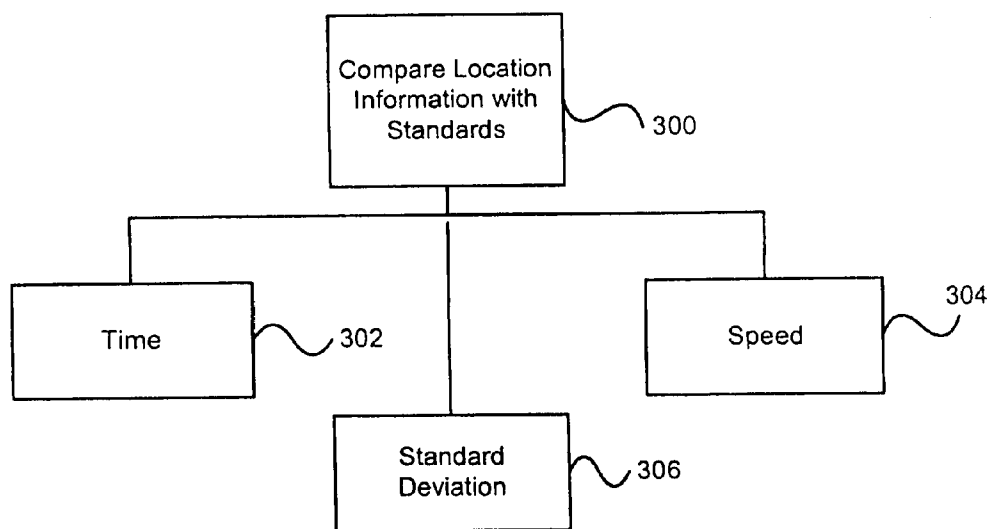 Compare Location
Information with
Standards
300
Time
302
Speed
304
Standard
Deviation
306